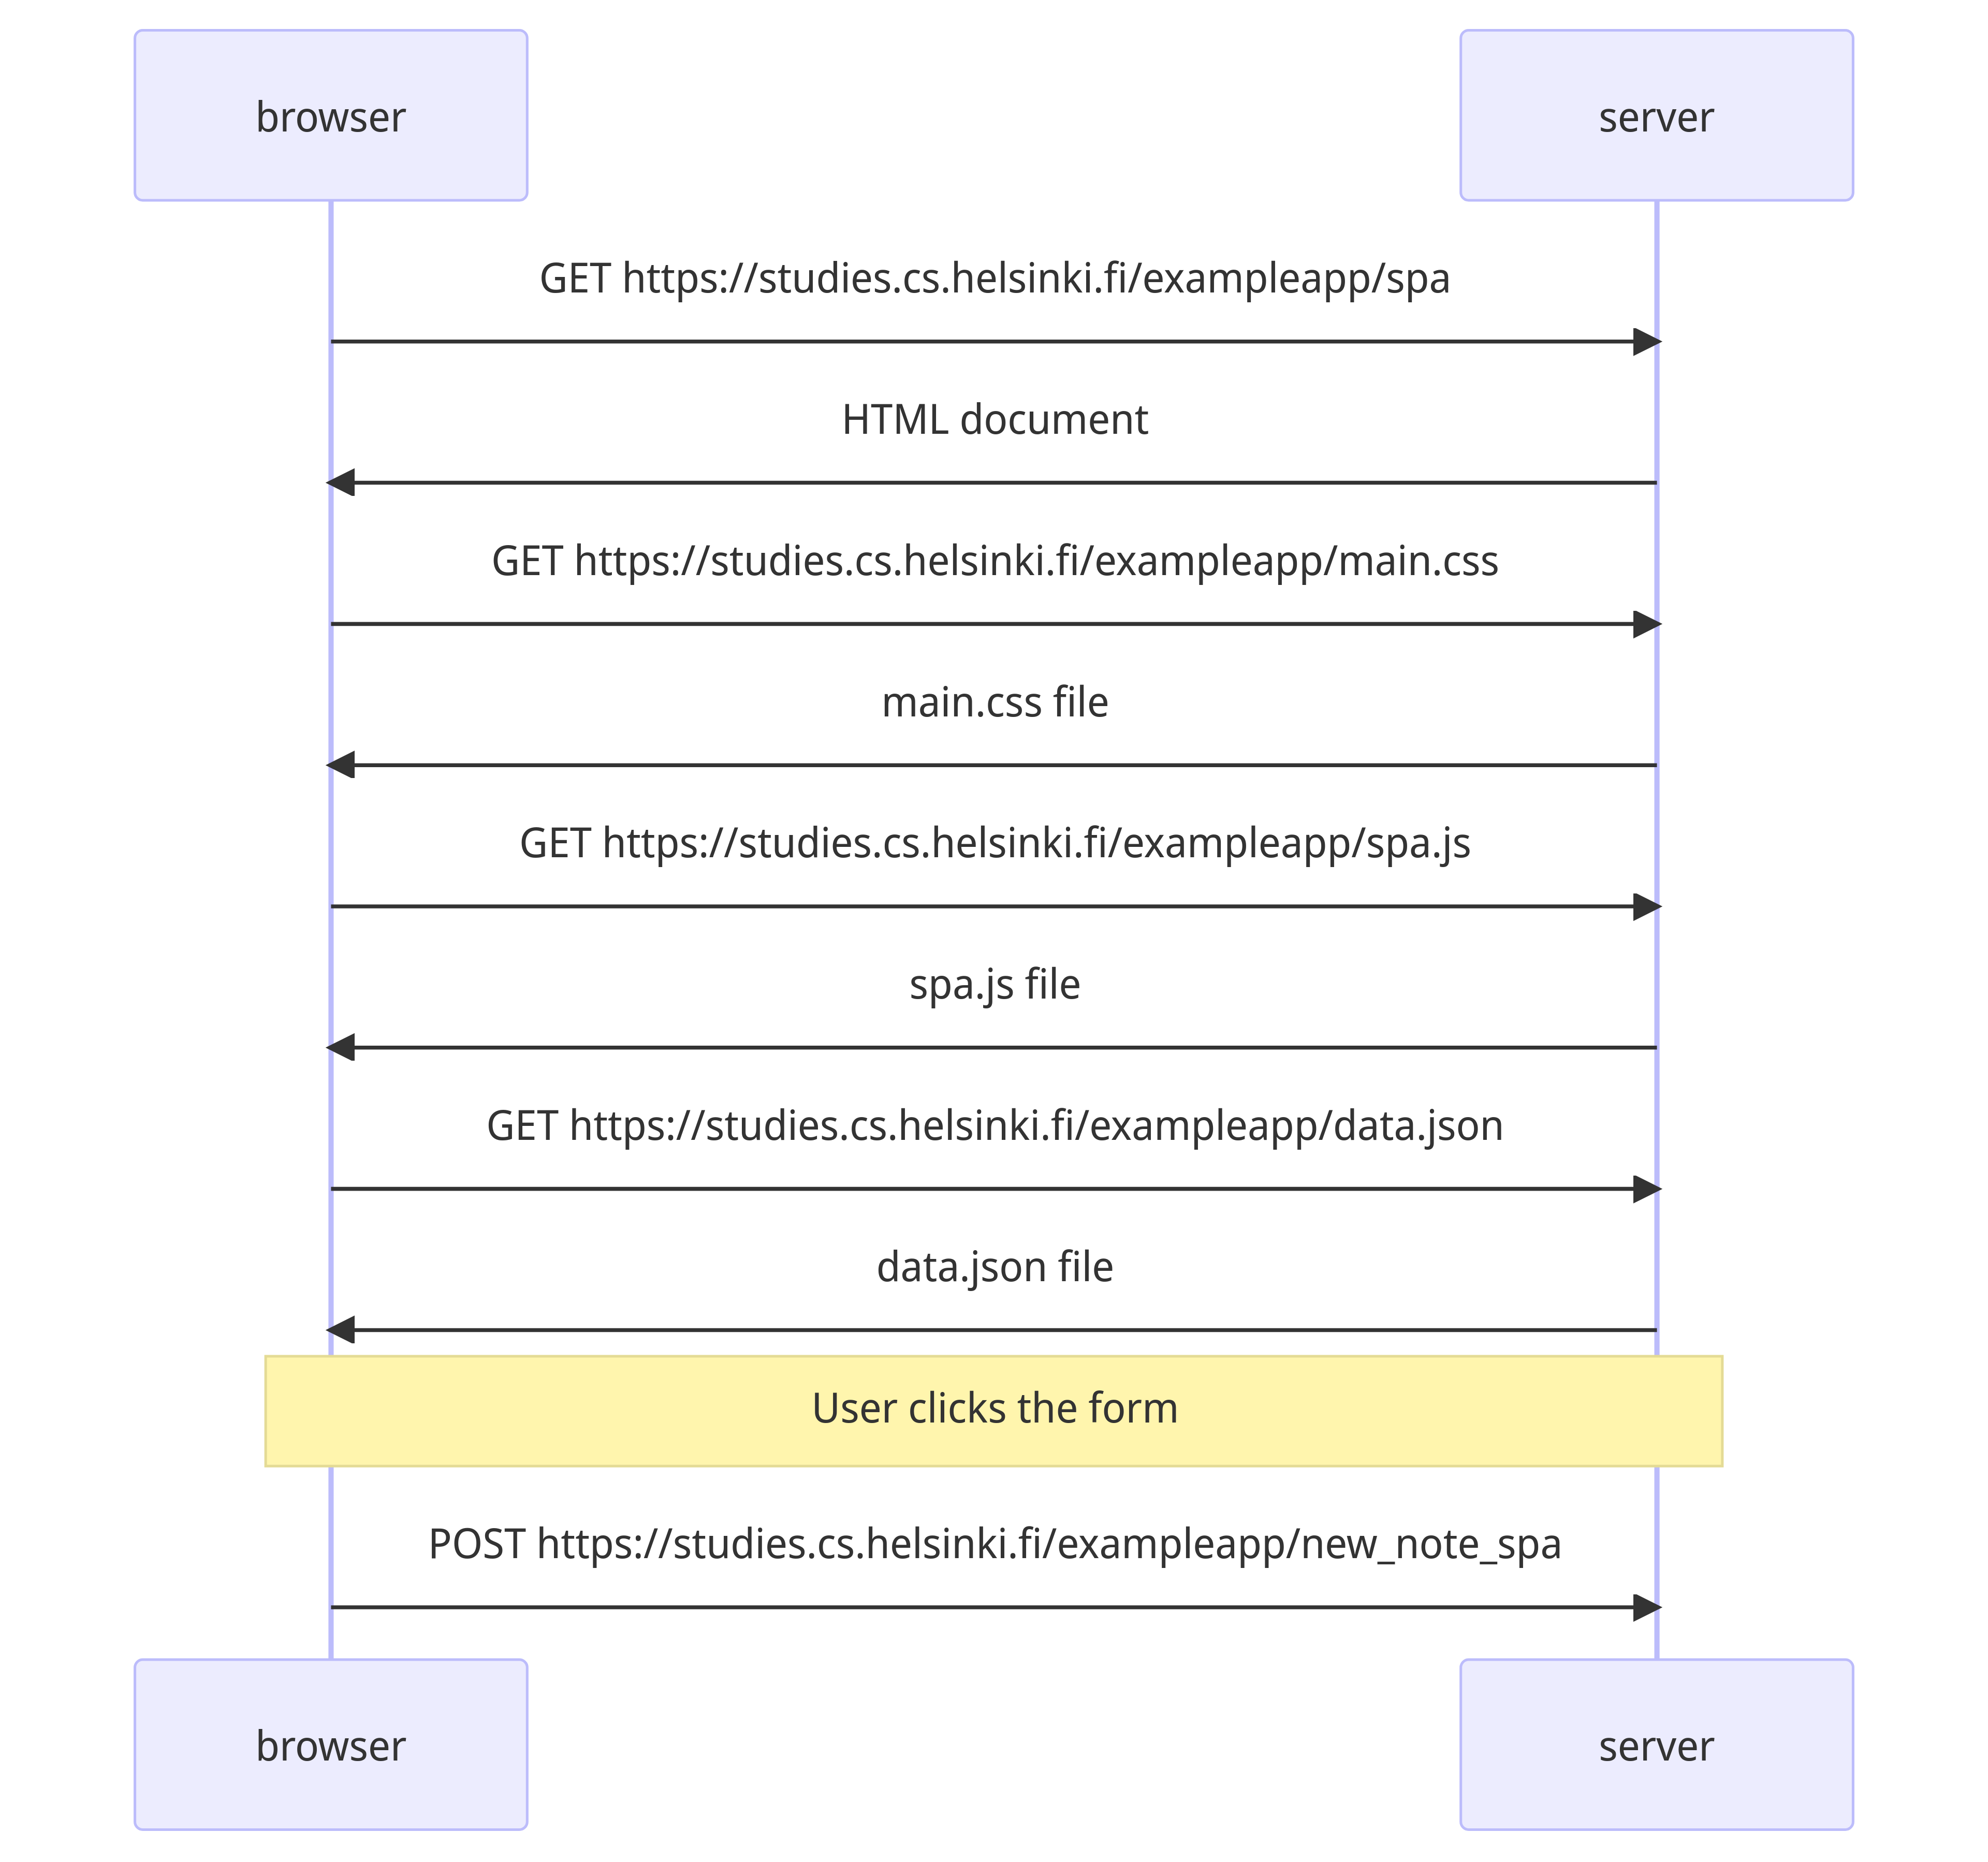 browser
server
GET https://studies.cs.helsinki.fi/exampleapp/spa
HTML document
GET https://studies.cs.helsinki.fi/exampleapp/main.css
main.css file
GET https://studies.cs.helsinki.fi/exampleapp/spa.js
spa.js file
GET https://studies.cs.helsinki.fi/exampleapp/data.json
data.json file
User clicks the form
POST https://studies.cs.helsinki.fi/exampleapp/new_note_spa
browser
server